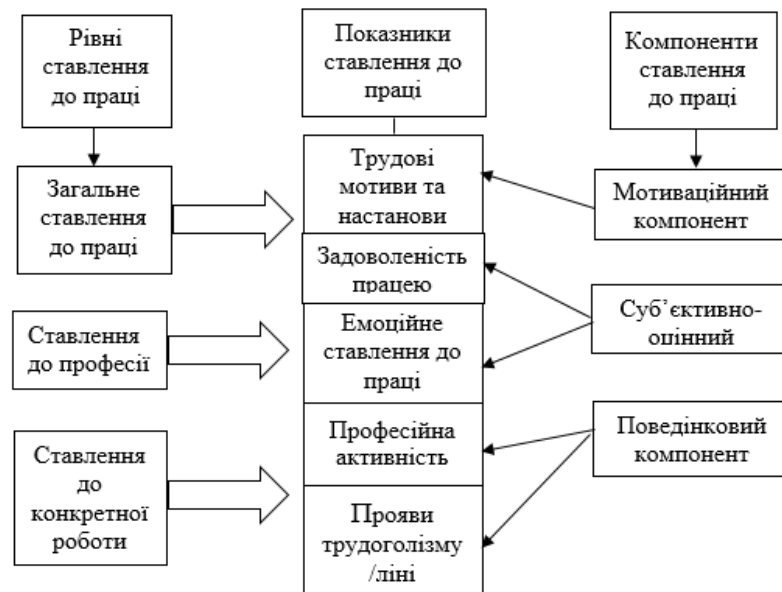 Рівні
ставлення
до праці
Показники
ставлення до
праці
Компоненти
ставлення
до праці
Загальне
ставлення
до праці
Трудові
мотиви та
настанови
Мотиваційний
компонент
Задоволеність
працею
Ставлення
до професії
Емоційне
ставлення до
праці
Суб’єктивно-
оцінний
Ставлення
до
конкретної
роботи
Професійна
активність
Поведінковий
компонент
Прояви
трудоголізму
/ліні